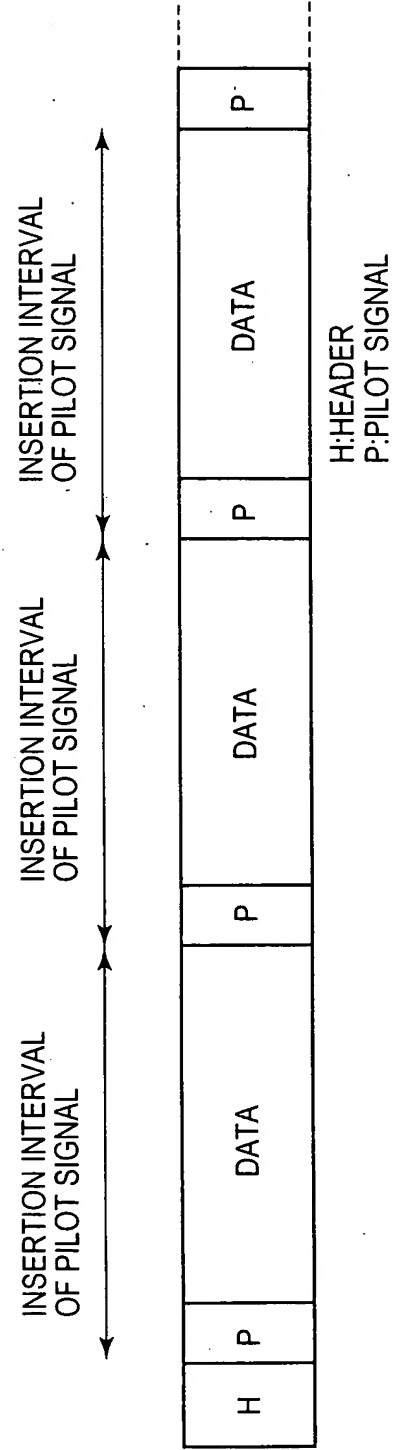 INSERTION INTERVAL
OF PILOT SIGNAL
INSERTION INTERVAL
OF PILOT SIGNAL
INSERTION INTERVAL
OF PILOT SIGNAL
H
P
DATA
P
DATA
P
DATA
P
H:HEADER
P:PILOT SIGNAL